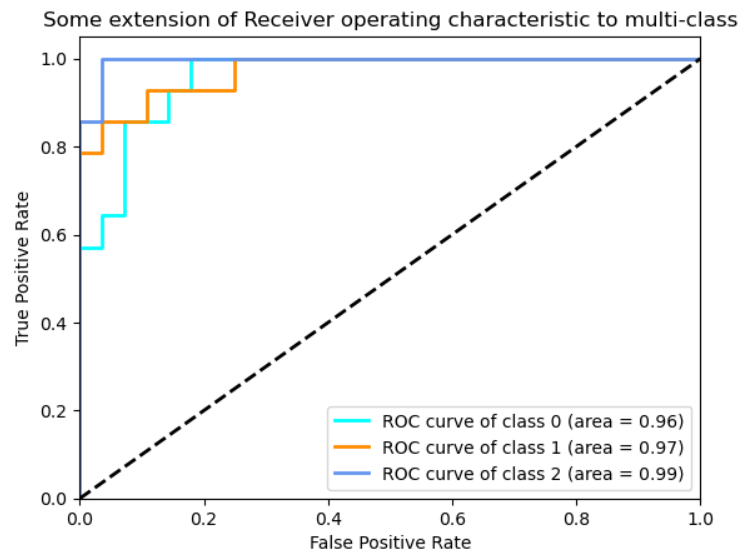 Some extension of Receiver operating characteristic to multi-class
1.0
0.8
0.6
0.4
0.2
0.0
True Positive Rate
ROC curve of class 0 (area = 0.96)
ROC curve of class 1 (area = 0.97)
ROC curve of class 2 (area = 0.99)
0.0 0.2 0.4 0.6 0.8 1.0
False Positive Rate